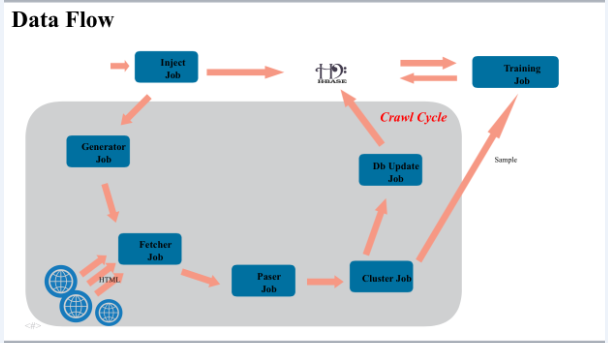 Data Flow
Inject
Job
HBASE
Training
Job
Crawl Cycle
Generator
Job
Db Update
Job
Sample
Fetcher
Job
HTML
Paser
Job
Cluster Job
<#>